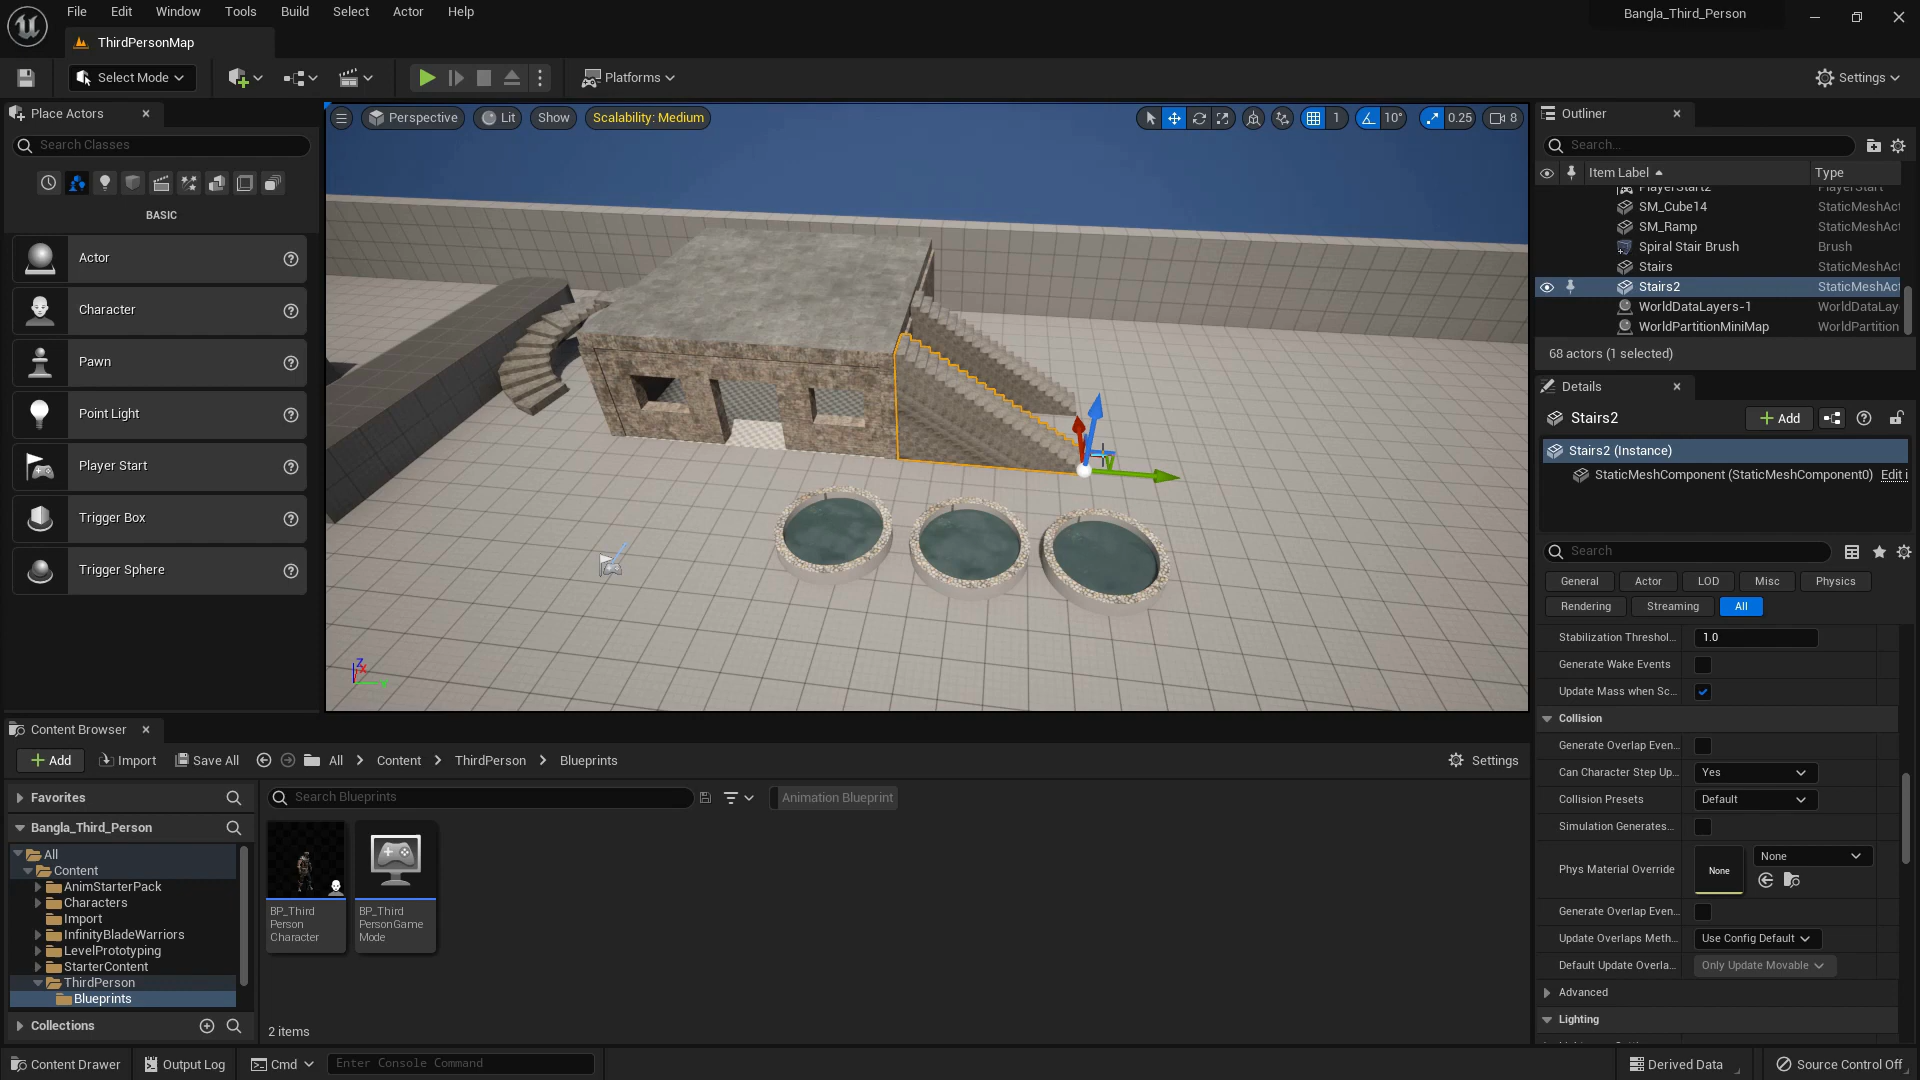 File
Edit
Window
Tools
Build
Select
Actor
Help
Bangla_Third_Person
ThirdPersonMap
Select Mode
Platforms
Settings
Place Actors
Search Classes
BASIC
Actor
Character
Pawn
Point Light
Player Start
Trigger Box
Trigger Sphere
Perspective
Lit
Show
Scalability: Medium
1
10°
0.25
8
Z
X
Outliner
Search...
Item Label
Type
PlayerStart2
PlayerStart
SM_Cube14
StaticMeshAct
SM_Ramp
StaticMeshAct
Spiral Stair Brush
Brush
Stairs
StaticMeshAct
Stairs2
StaticMeshAct
WorldDataLayers-1
WorldDataLay
WorldPartitionMiniMap
WorldPartition
68 actors (1 selected)
Details
Stairs2
Add
Stairs2 (Instance)
StaticMeshComponent (StaticMeshComponent0)
Edit i
Search
General
Actor
LOD
Misc
Physics
Rendering
Streaming
All
Stabilization Threshol...
1.0
Generate Wake Events
Update Mass when Sc...
Collision
Generate Overlap Even...
Can Character Step Up...
Yes
Collision Presets
Default
Simulation Generates...
Phys Material Override
None
None
Generate Overlap Even...
Update Overlaps Meth...
Use Config Default
Default Update Overla...
Only Update Movable
Advanced
Lighting
Content Browser
Add
Import
Save All
All
Content
ThirdPerson
Blueprints
Settings
Favorites
Bangla_Third_Person
All
Content
AnimStarterPack
Characters
Import
InfinityBladeWarriors
LevelPrototyping
StarterContent
ThirdPerson
Blueprints
Collections
Search Blueprints
Animation Blueprint
BP_Third
Person
Character
BP_Third
PersonGame
Mode
2 items
Content Drawer
Output Log
Cmd
Enter Console Command
Derived Data
Source Control Off